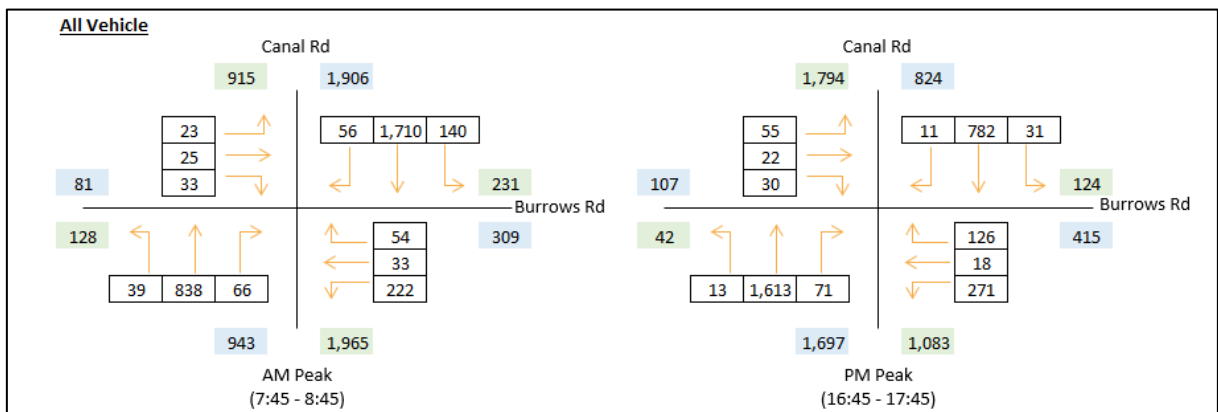 All Vehicle
Canal Rd
915 1,906
23
25
33
56 1,710 140
81
231
Burrows Rd
128
309
54
33
222
39 838 66
943 1,965
AM Peak
(7:45 - 8:45)
Canal Rd
1,794 824
55
22
30
11 782 31
107
124
Burrows Rd
42
415
126
18
271
13 1,613 71
1,697 1,083
PM Peak
(16:45 - 17:45)